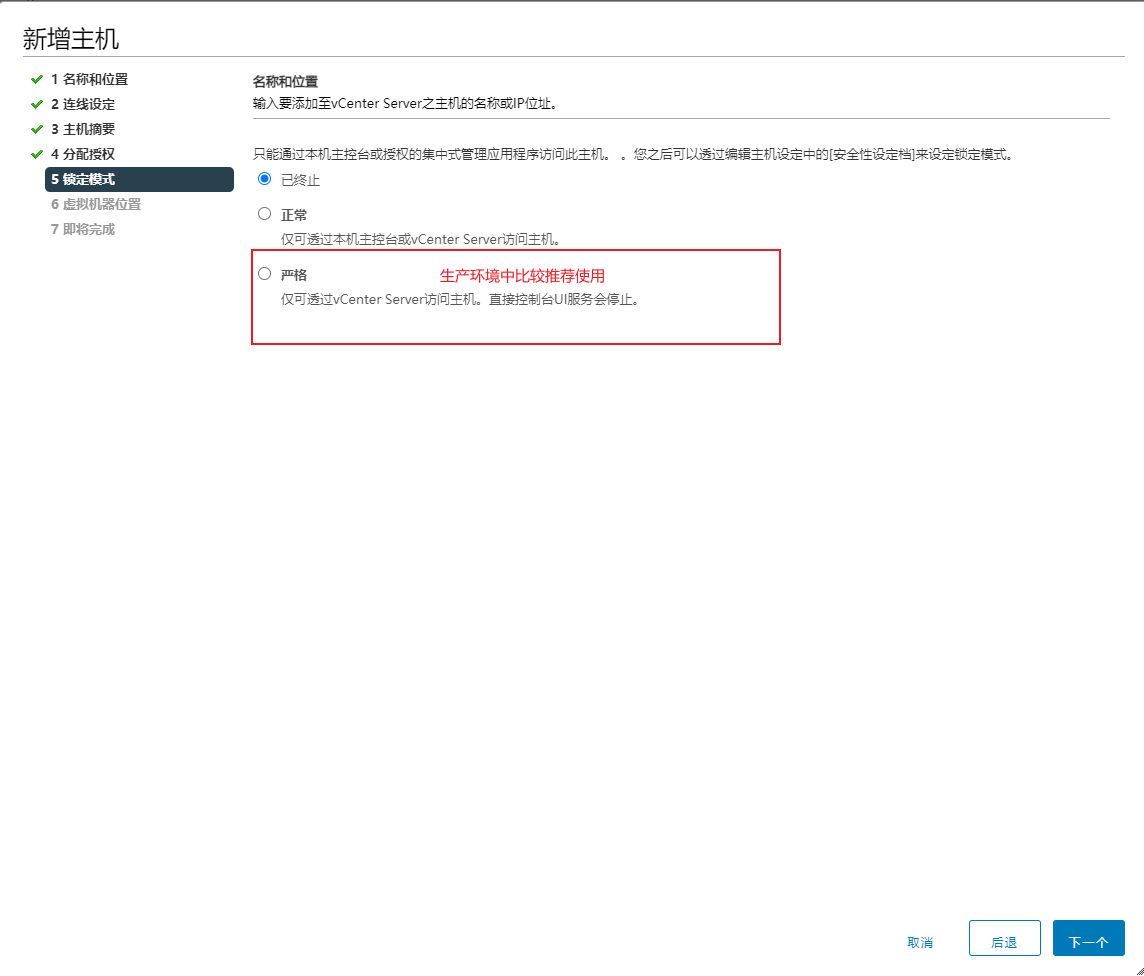 新增主机
1 名称和位置
2 连线设定
3 主机摘要
4 分配授权
5 锁定模式
6 虚拟机器位置
7 即将完成
名称和位置
输入要添加至vCenter Server之主机的名称或IP位址。
只能通过本机主控台或授权的集中式管理应用程序访问此主机。 。您之后可以透过编辑主机设定中的[安全性设定档]来设定锁定模式。
已终止
正常
仅可透过本机主控台或vCenter Server访问主机。
严格 生产环境中比较推荐使用
仅可透过vCenter Server访问主机。直接控制台UI服务会停止。
取消 后退 下一个